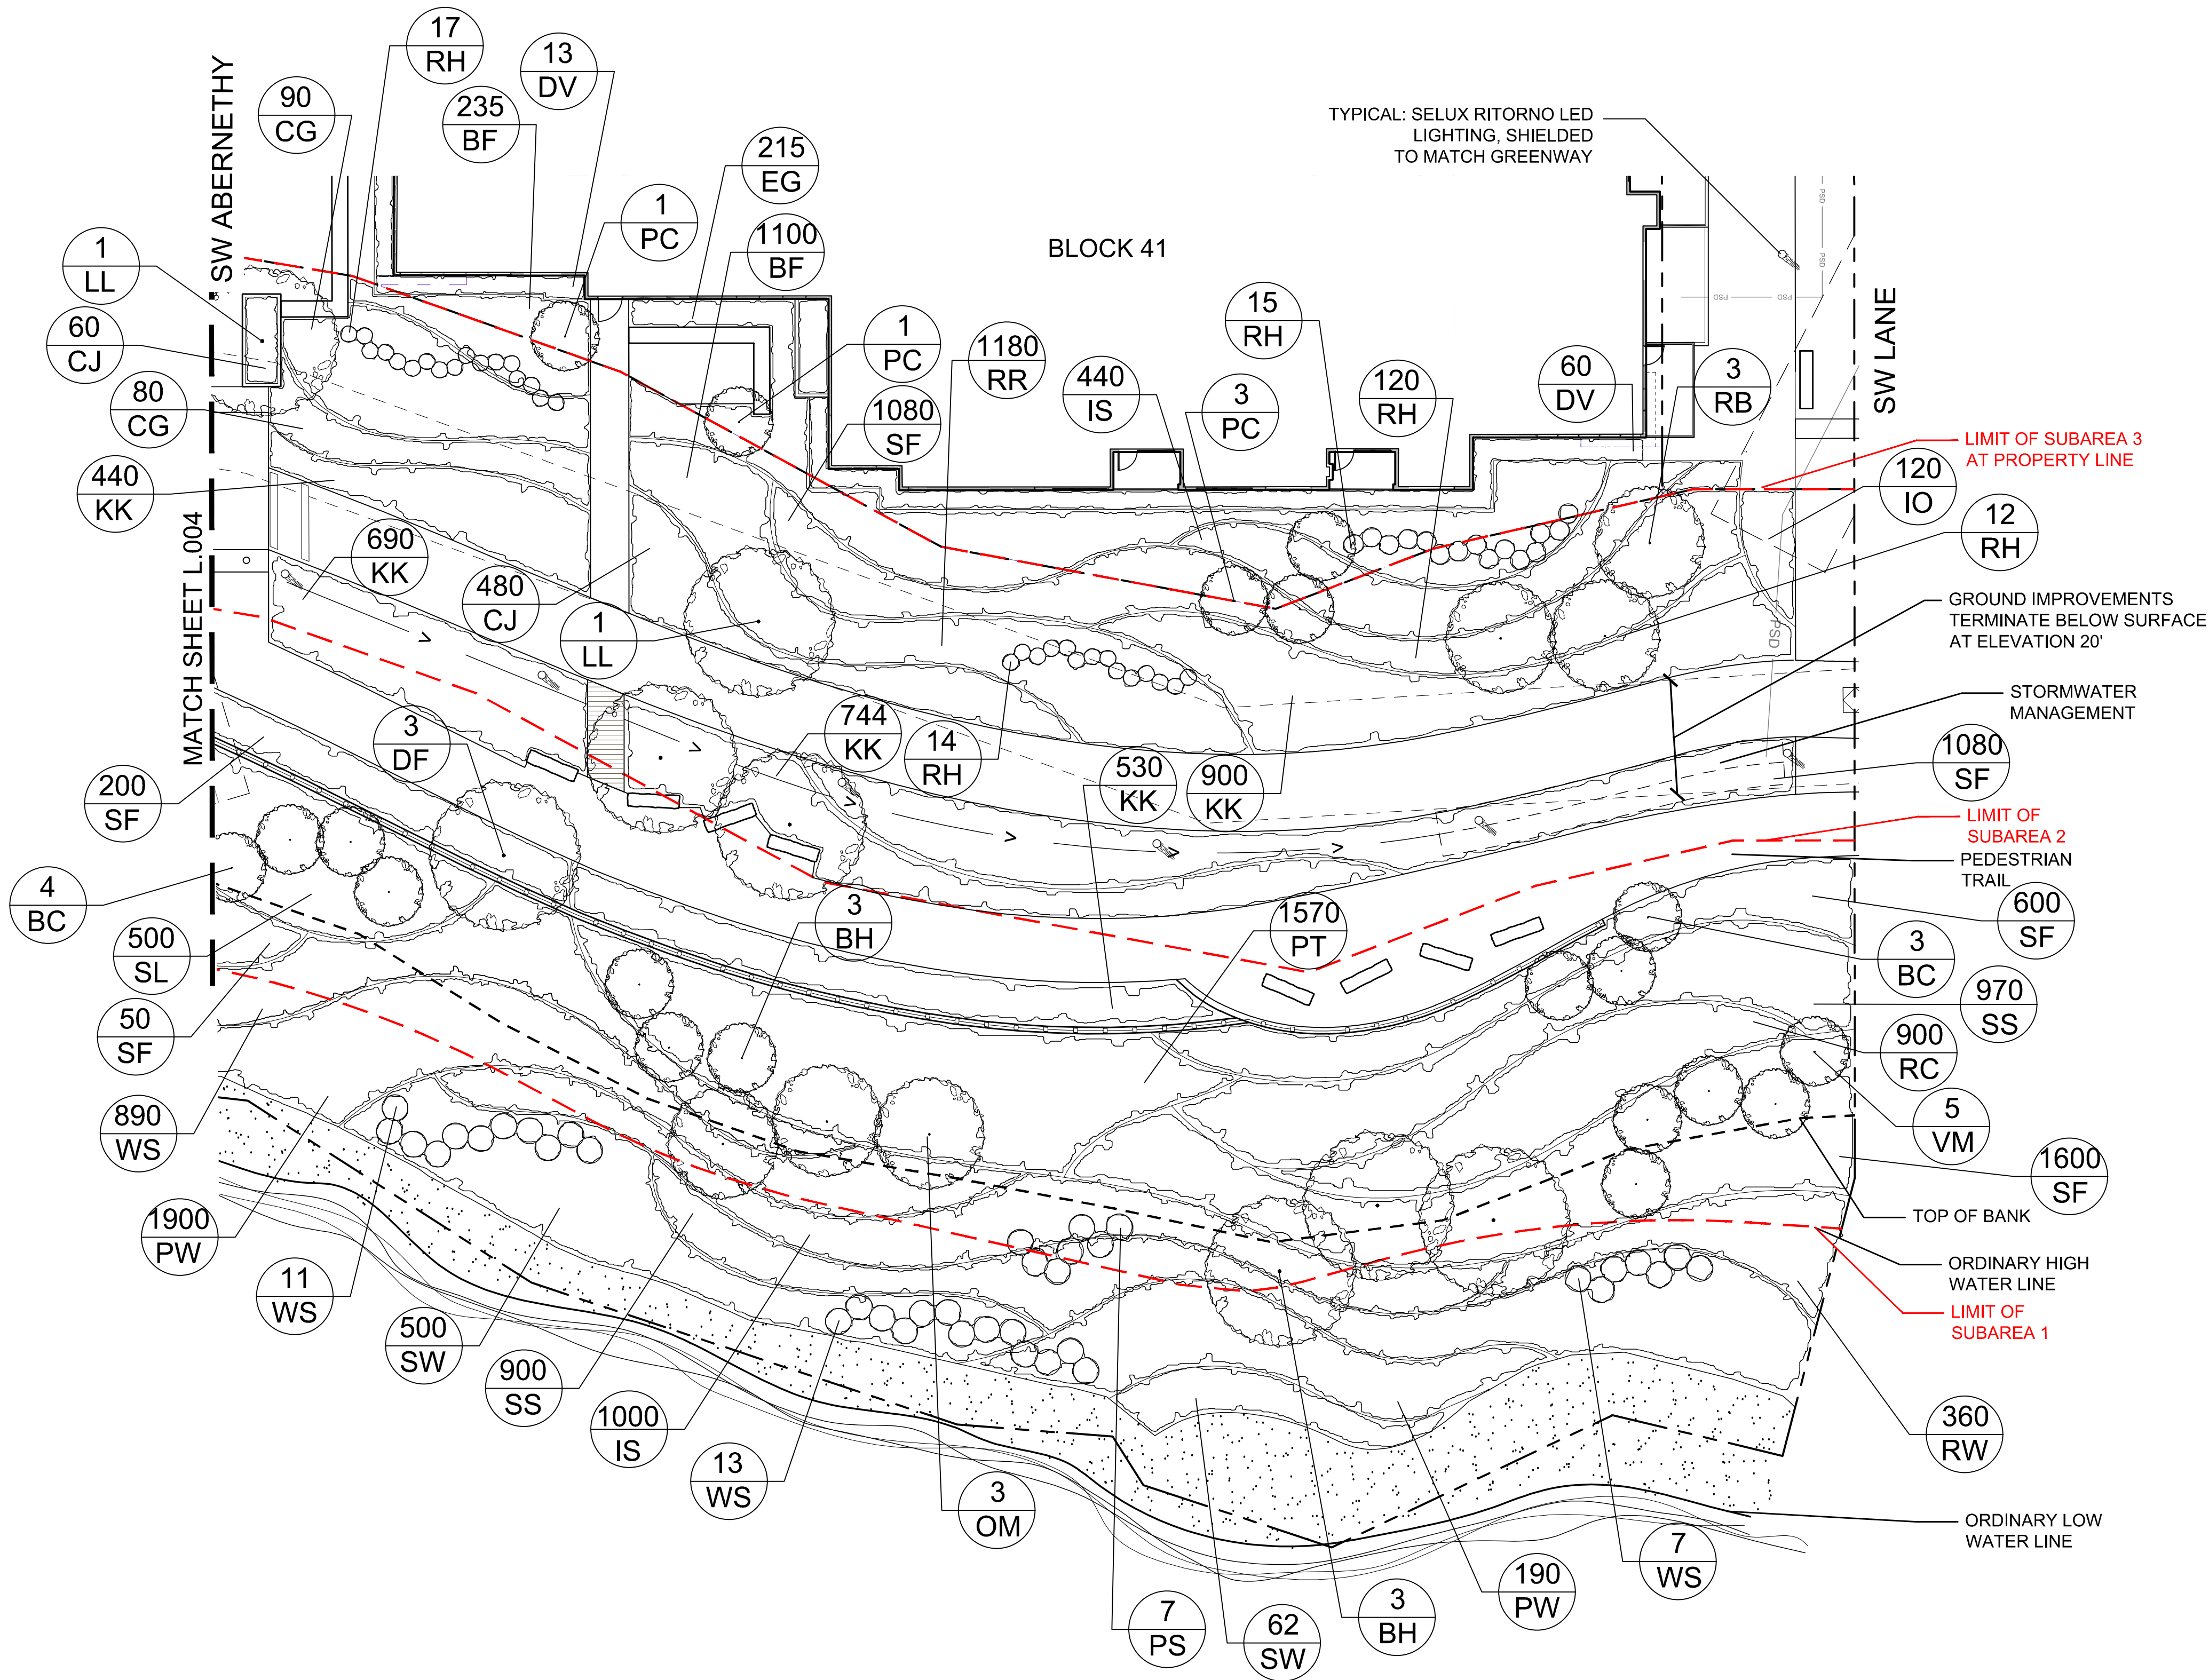 17
RH
13
DV
SW ABERNETHY
90
CG
235
BF
215
EG
TYPICAL: SELUX RITORNO LED
LIGHTING, SHIELDED
TO MATCH GREENWAY
1
PC
1100
BF
BLOCK 41
1
LL
60
CJ
80
CG
440
KK
1
PC
1180
RR
1080
SF
440
IS
15
RH
3
PC
120
RH
60
DV
3
RB
PSD
PSD
PSD
PSD
SW LANE
LIMIT OF SUBAREA 3
AT PROPERTY LINE
120
IO
12
RH
MATCH SHEET L.004
690
KK
480
CJ
1
LL
PSD
GROUND IMPROVEMENTS
TERMINATE BELOW SURFACE
AT ELEVATION 20'
STORMWATER
MANAGEMENT
3
DF
744
KK
14
RH
530
KK
900
KK
1080
SF
200
SF
LIMIT OF
SUBAREA 2
PEDESTRIAN
TRAIL
4
BC
500
SL
50
SF
3
BH
1570
PT
600
SF
3
BC
970
SS
900
RC
890
WS
5
VM
1600
SF
1900
PW
TOP OF BANK
11
WS
ORDINARY HIGH
WATER LINE
LIMIT OF
SUBAREA 1
500
SW
900
SS
1000
IS
13
WS
3
OM
360
RW
ORDINARY LOW
WATER LINE
7
PS
62
SW
3
BH
190
PW
7
WS